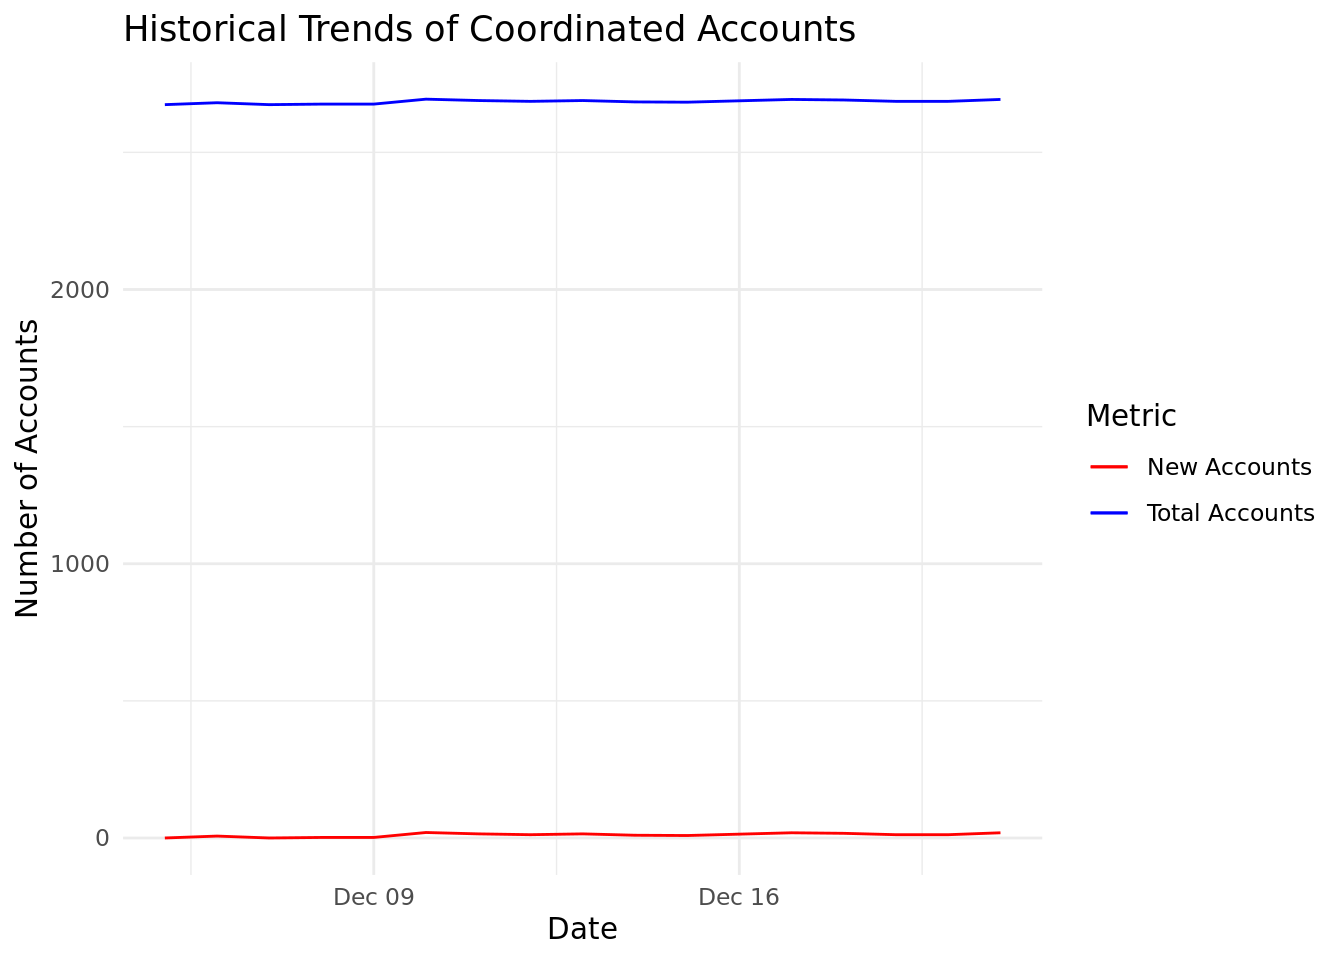 Historical Trends of Coordinated Accounts
Number of Accounts
2000
1000
0
Dec 09
Dec 16
Date
Metric
New Accounts
Total Accounts